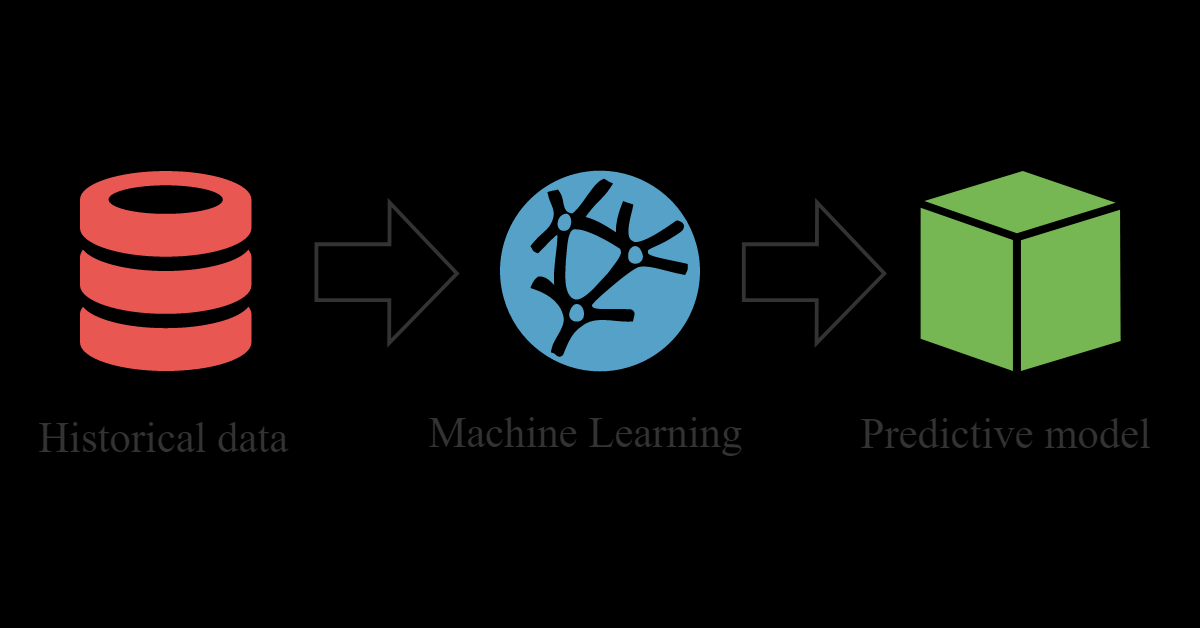 Historical data
Machine Learning
Predictive model